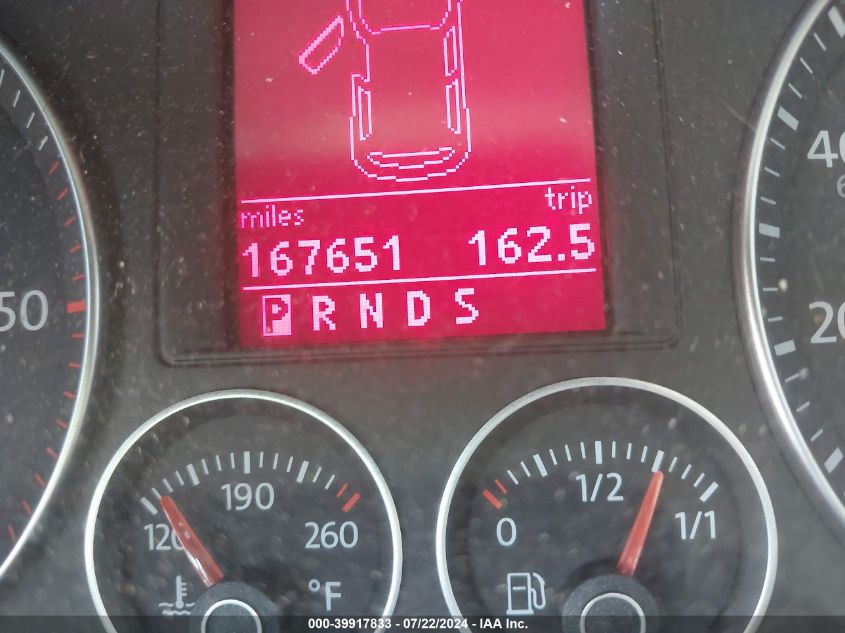 miles trip
167651 162.5
P R N D S
50
40
20
120 190 260
°F
0 1/2 1/1
000-39917833 - 07/22/2024 - IAA Inc.